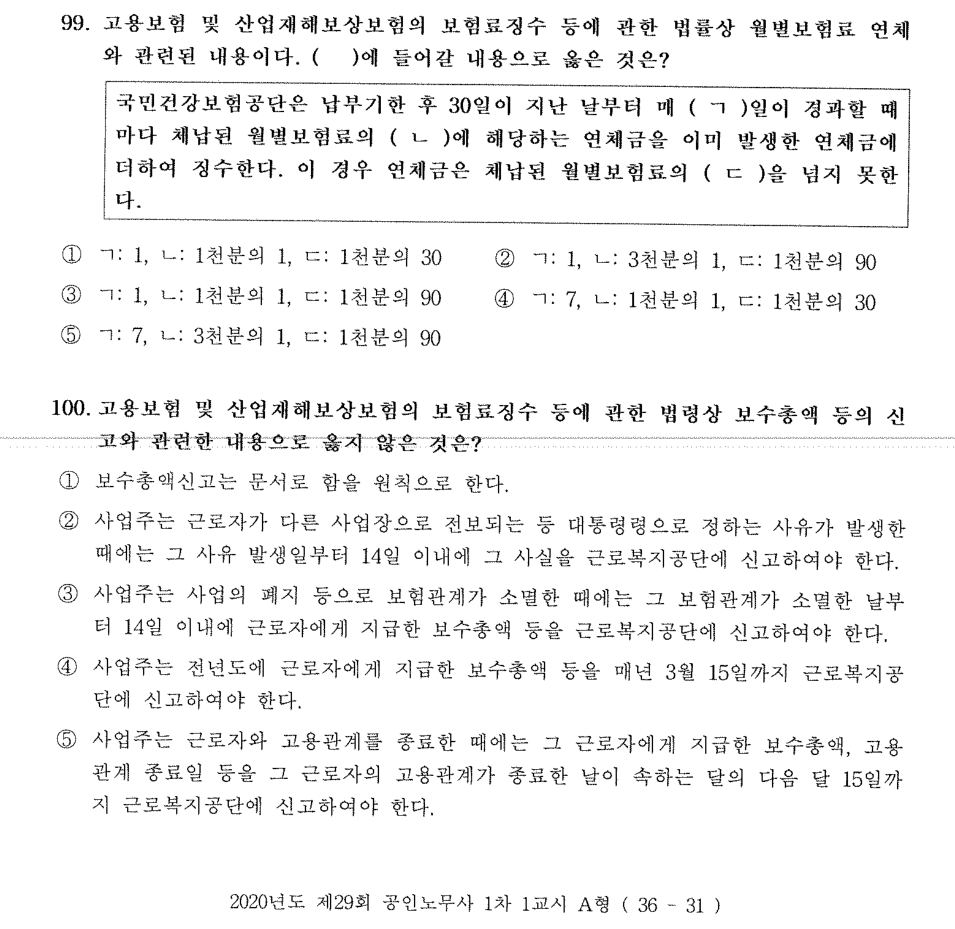 99. 고용보험 및 산업재해보상보험의 보험료징수 등에 관한 법률상 월별보험료 연체
와 관련된 내용이다. (    )에 들어갈 내용으로 옳은 것은?
국민건강보험공단은 납부기한 후 30일이 지난 날부터 매 ( ㄱ )일이 경과할 때
마다 체납된 월별보험료의 ( ㄴ )에 해당하는 연체금을 이미 발생한 연체금에
더하여 징수한다. 이 경우 연체금은 체납된 월별보험료의 ( ㄷ )을 넘지 못한
다.
① ㄱ: 1, ㄴ: 1천분의 1, ㄷ: 1천분의 30 ② ㄱ: 1, ㄴ: 3천분의 1, ㄷ: 1천분의 90
③ ㄱ: 1, ㄴ: 1천분의 1, ㄷ: 1천분의 90 ④ ㄱ: 7, ㄴ: 1천분의 1, ㄷ: 1천분의 30
⑤ ㄱ: 7, ㄴ: 3천분의 1, ㄷ: 1천분의 90
100. 고용보험 및 산업재해보상보험의 보험료징수 등에 관한 법령상 보수총액 등의 신
고와 관련한 내용으로 옳지 않은 것은?
① 보수총액신고는 문서로 함을 원칙으로 한다.
② 사업주는 근로자가 다른 사업장으로 전보되는 등 대통령령으로 정하는 사유가 발생한
때에는 그 사유 발생일부터 14일 이내에 그 사실을 근로복지공단에 신고하여야 한다.
③ 사업주는 사업의 폐지 등으로 보험관계가 소멸한 때에는 그 보험관계가 소멸한 날부
터 14일 이내에 근로자에게 지급한 보수총액 등을 근로복지공단에 신고하여야 한다.
④ 사업주는 전년도에 근로자에게 지급한 보수총액 등을 매년 3월 15일까지 근로복지공
단에 신고하여야 한다.
⑤ 사업주는 근로자와 고용관계를 종료한 때에는 그 근로자에게 지급한 보수총액, 고용
관계 종료일 등을 그 근로자의 고용관계가 종료한 날이 속하는 달의 다음 달 15일까
지 근로복지공단에 신고하여야 한다.
2020년도 제29회 공인노무사 1차 1교시 A형 ( 36 - 31 )